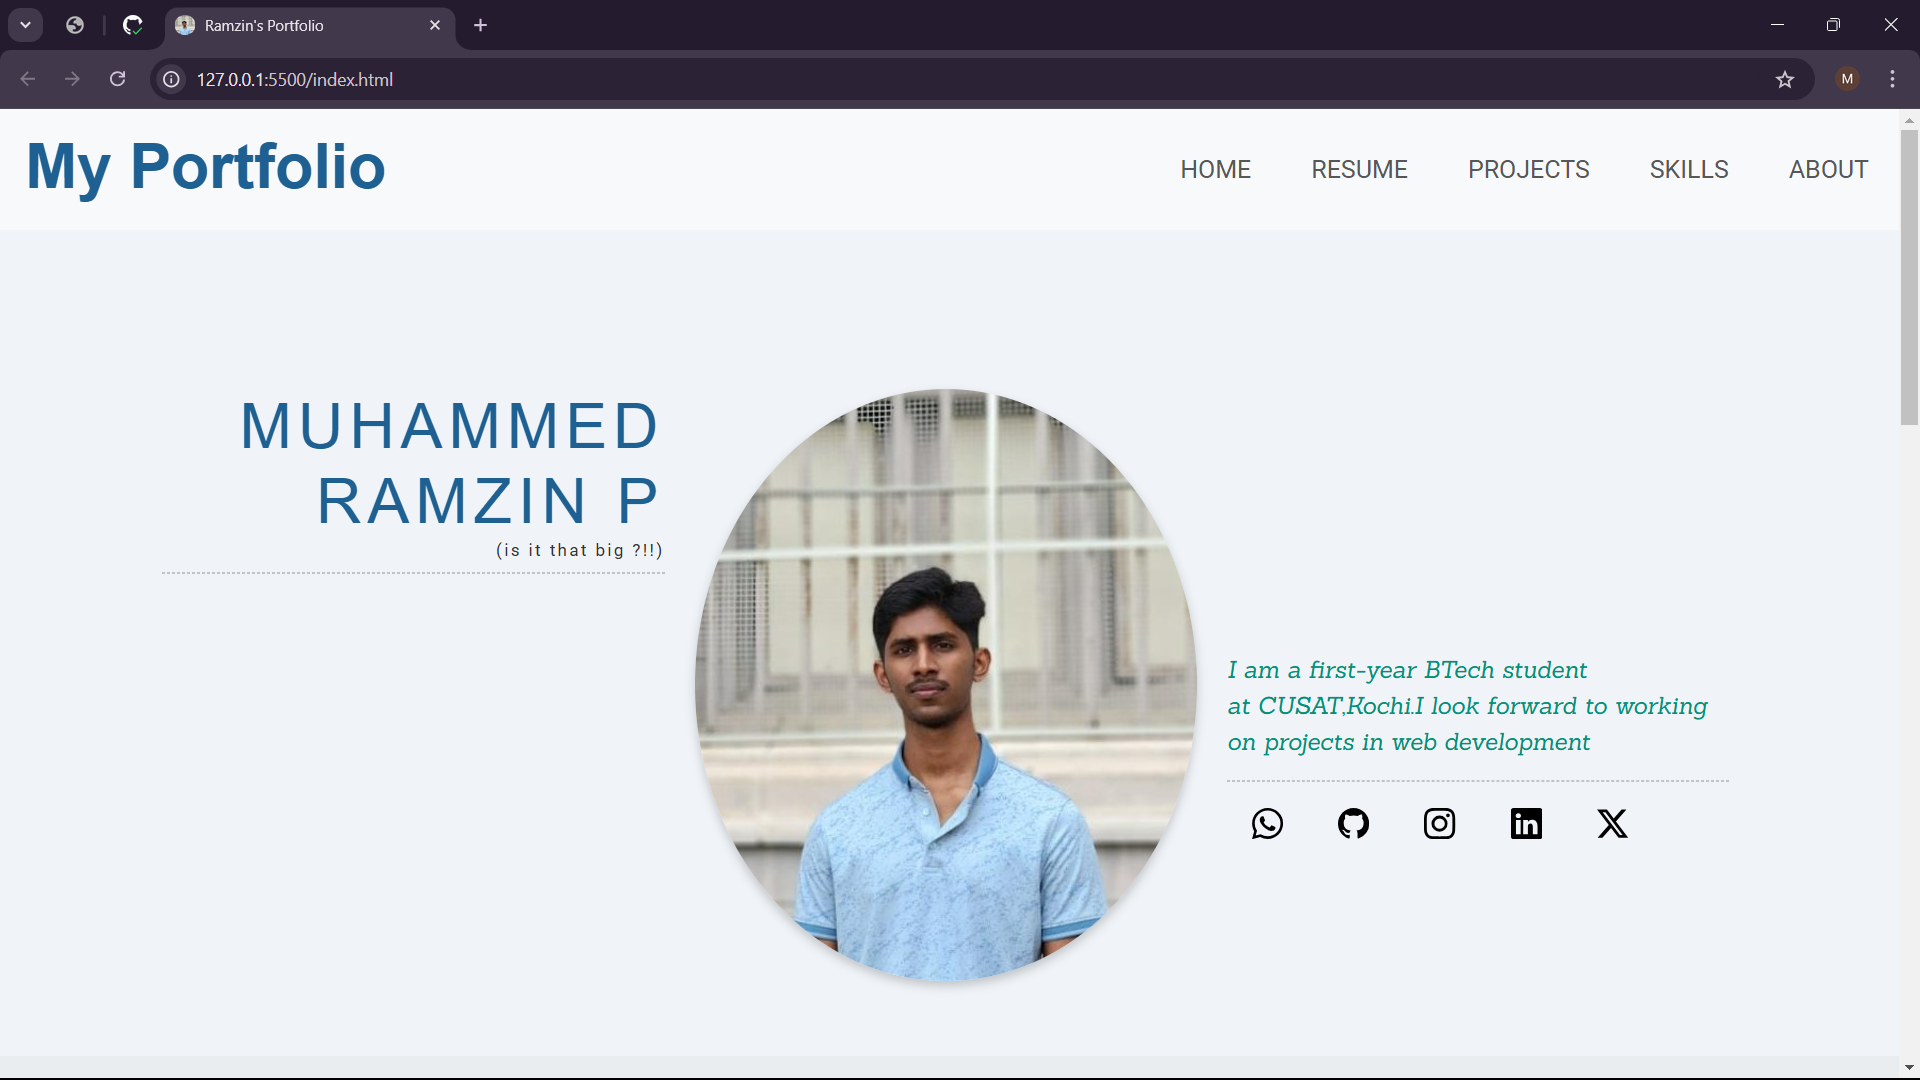 Ramzin's Portfolio
127.0.0.1:5500/index.html
M
My Portfolio
HOME RESUME PROJECTS SKILLS ABOUT
MUHAMMED
RAMZIN P
(is it that big ?!!)
I am a first-year BTech student
at CUSAT,Kochi.I look forward to working
on projects in web development
in